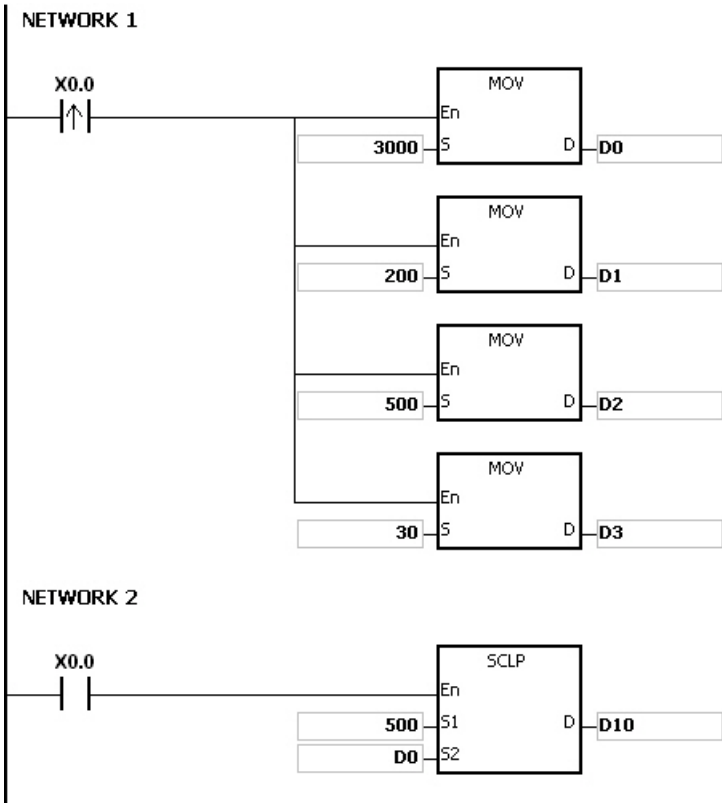 NETWORK 1
X0.0
MOV
En
3000 S D D0
MOV
En
200 S D D1
MOV
En
500 S D D2
MOV
En
30 S D D3
NETWORK 2
X0.0
SCLP
En
500 S1 D D10
D0 S2